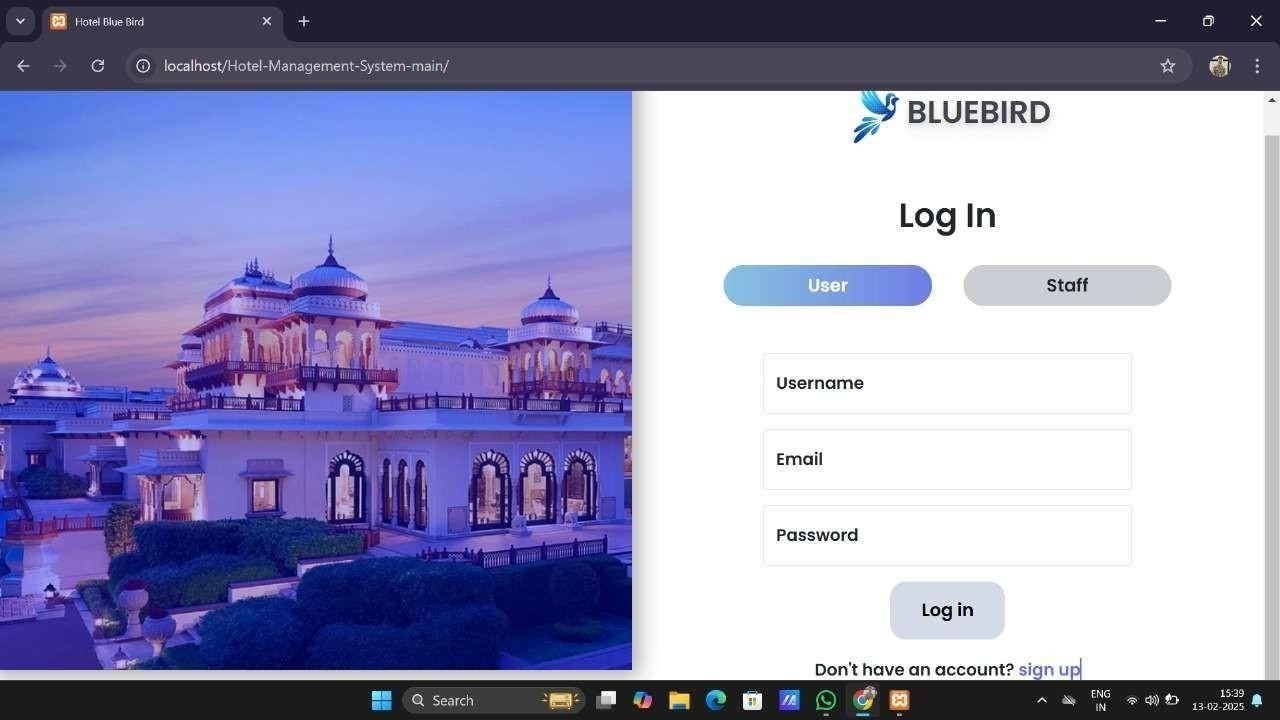 Hotel Blue Bird
localhost/Hotel-Management-System-main/
BLUEBIRD
Log In
User Staff
Username
Email
Password
Log in
Don't have an account? sign up
Search
ENG
IN
15:39
13-02-2025